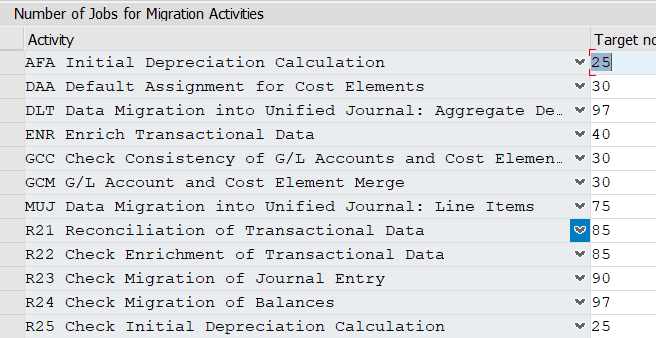 Number of Jobs for Migration Activities
Activity Target no
AFA Initial Depreciation Calculation 25
DAA Default Assignment for Cost Elements 30
DLT Data Migration into Unified Journal: Aggregate De… 97
ENR Enrich Transactional Data 40
GCC Check Consistency of G/L Accounts and Cost Elemen… 30
GCM G/L Account and Cost Element Merge 30
MUJ Data Migration into Unified Journal: Line Items 75
R21 Reconciliation of Transactional Data 85
R22 Check Enrichment of Transactional Data 85
R23 Check Migration of Journal Entry 90
R24 Check Migration of Balances 97
R25 Check Initial Depreciation Calculation 25